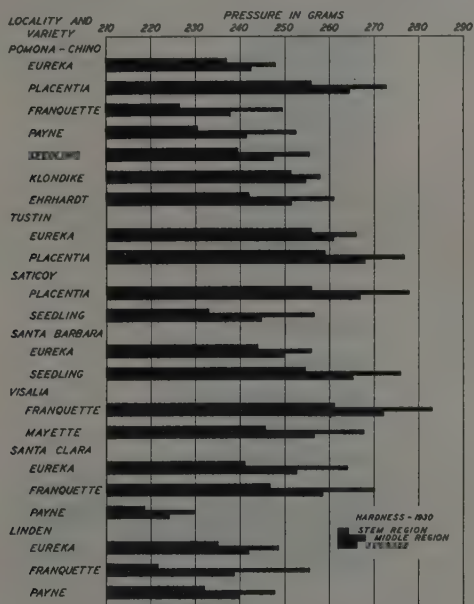 LOCALITY AND VARIETY
PRESSURE IN GRAMS
210 220 230 240 250 260 270 280 290
POMONA - CHINO
EUREKA
PLACENTIA
FRANQUETTE
PAYNE
KLONDIKE
EHRHARDT
TUSTIN
EUREKA
PLACENTIA
SATICOY
PLACENTIA
SEEDLING
SANTA BARBARA
EUREKA
SEEDLING
VISALIA
FRANQUETTE
MAYETTE
SANTA CLARA
EUREKA
FRANQUETTE
PAYNE
LINDEN
EUREKA
FRANQUETTE
PAYNE
HARDNESS - 1930
STEM REGION
MIDDLE REGION